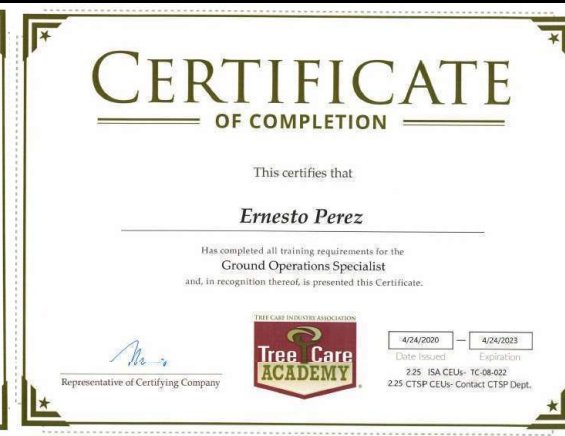 CERTIFICATE
OF COMPLETION
This certifies that
Ernesto Perez
Has completed all training requirements for the
Ground Operations Specialist
and, in recognition thereof, is presented this Certificate.
TREE CARE INDUSTRY ASSOCIATION
Tree Care
ACADEMY
Representative of Certifying Company
4/24/2020 — 4/24/2023
Date Issued Expiration
2.25 ISA CEUs- TC-08-022
2.25 CTSP CEUs- Contact CTSP Dept.